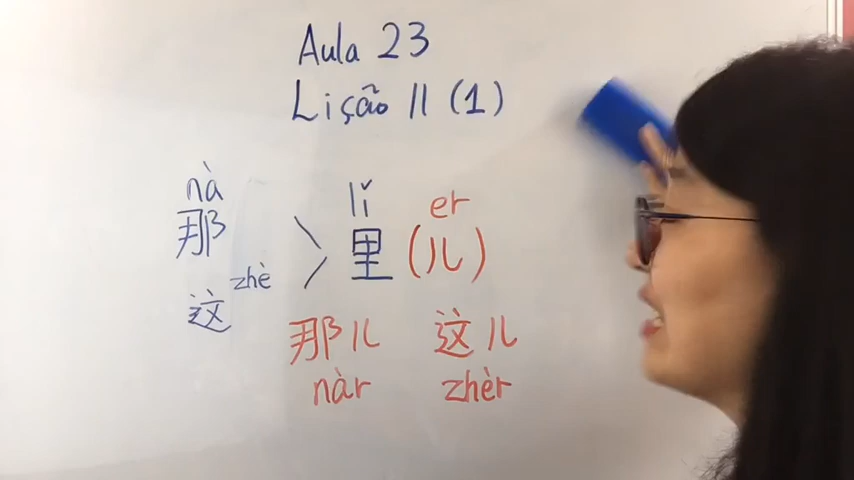 Aula 23
Lição 11 (1)
nà
那
zhè
这
lǐ er
里 (儿)
那儿 这儿
nàr zhèr